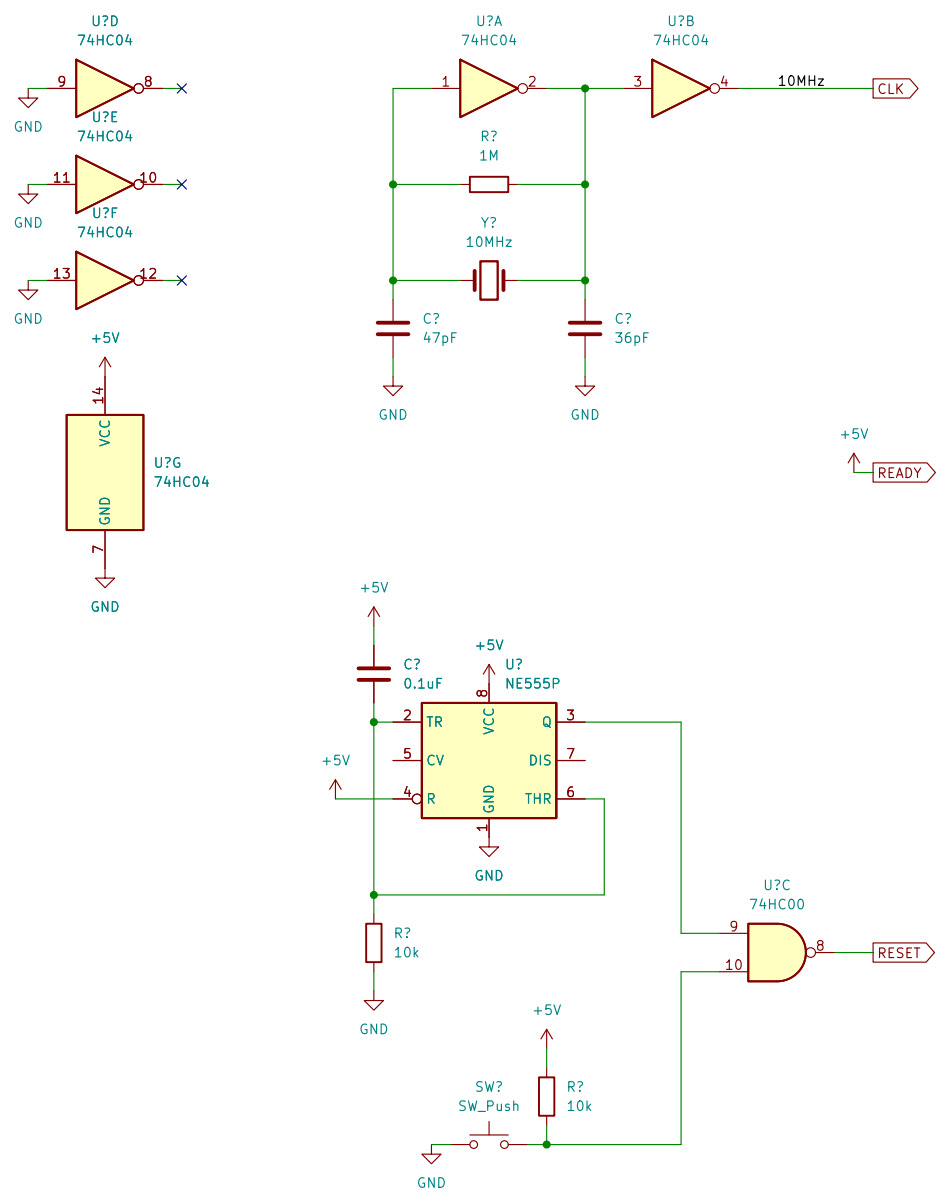 U?D
74HC04
9
8
GND
U?E
74HC04
11
10
GND
U?F
74HC04
13
12
GND
+5V
14
VCC
GND
7
U?G
74HC04
GND
U?A
74HC04
1
2
U?B
74HC04
3
4
10MHz
CLK
R?
1M
Y?
10MHz
C?
47pF
C?
36pF
GND
GND
+5V
READY
+5V
C?
0.1uF
+5V
U?
NE555P
8
2
TR
VCC
Q
3
+5V
5
CV
DIS
7
4
R
GND
THR
6
1
GND
R?
10k
GND
U?C
74HC00
9
10
8
RESET
+5V
SW?
SW_Push
R?
10k
GND